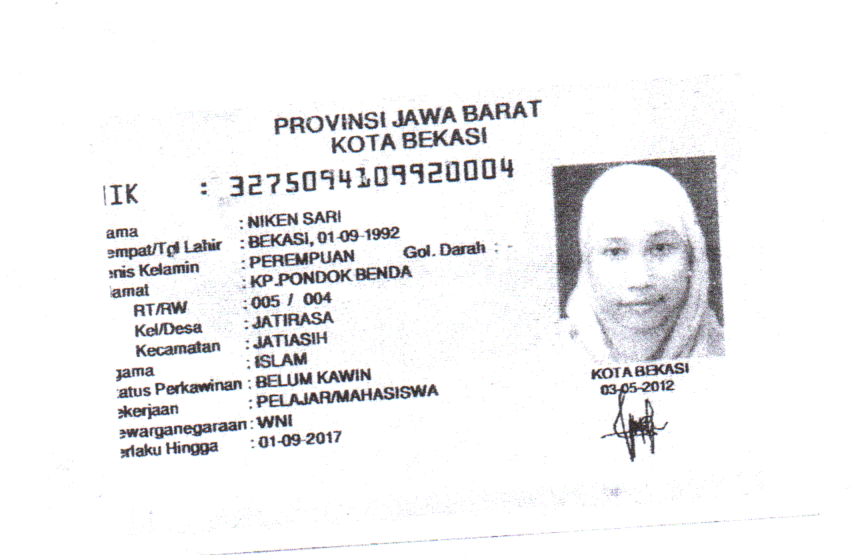 PROVINSI JAWA BARAT
KOTA BEKASI
IK : 3275094109920004
ama : NIKEN SARI
empat/Tgl Lahir : BEKASI, 01-09-1992
nis Kelamin : PEREMPUAN Gol. Darah : -
lamat : KP.PONDOK BENDA
RT/RW : 005 / 004
Kel/Desa : JATIRASA
Kecamatan : JATIASIH
gama : ISLAM
atus Perkawinan : BELUM KAWIN
ekerjaan : PELAJAR/MAHASISWA
ewarganegaraan : WNI
erlaku Hingga : 01-09-2017
KOTA BEKASI
03-05-2012